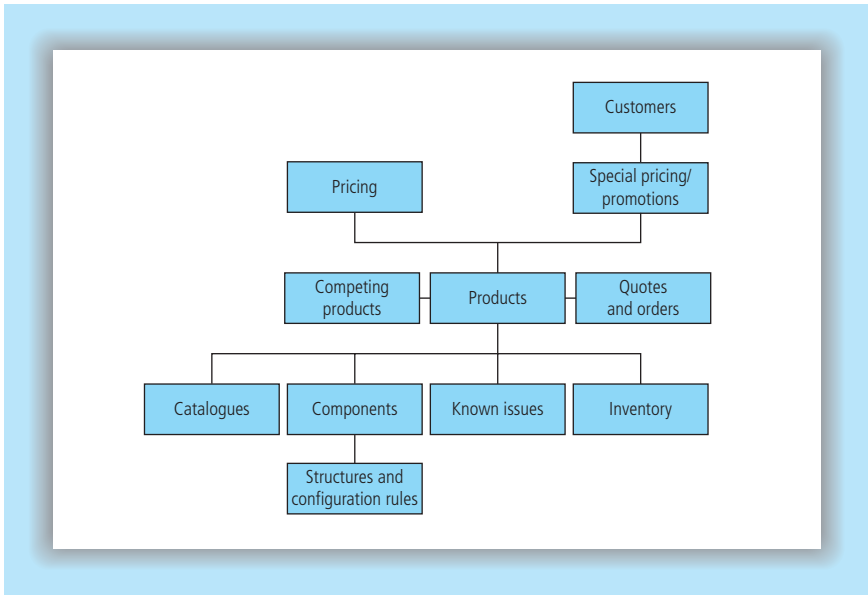 Customers
Pricing
Special pricing/
promotions
Competing
products
Products
Quotes
and orders
Catalogues
Components
Known issues
Inventory
Structures and
configuration rules